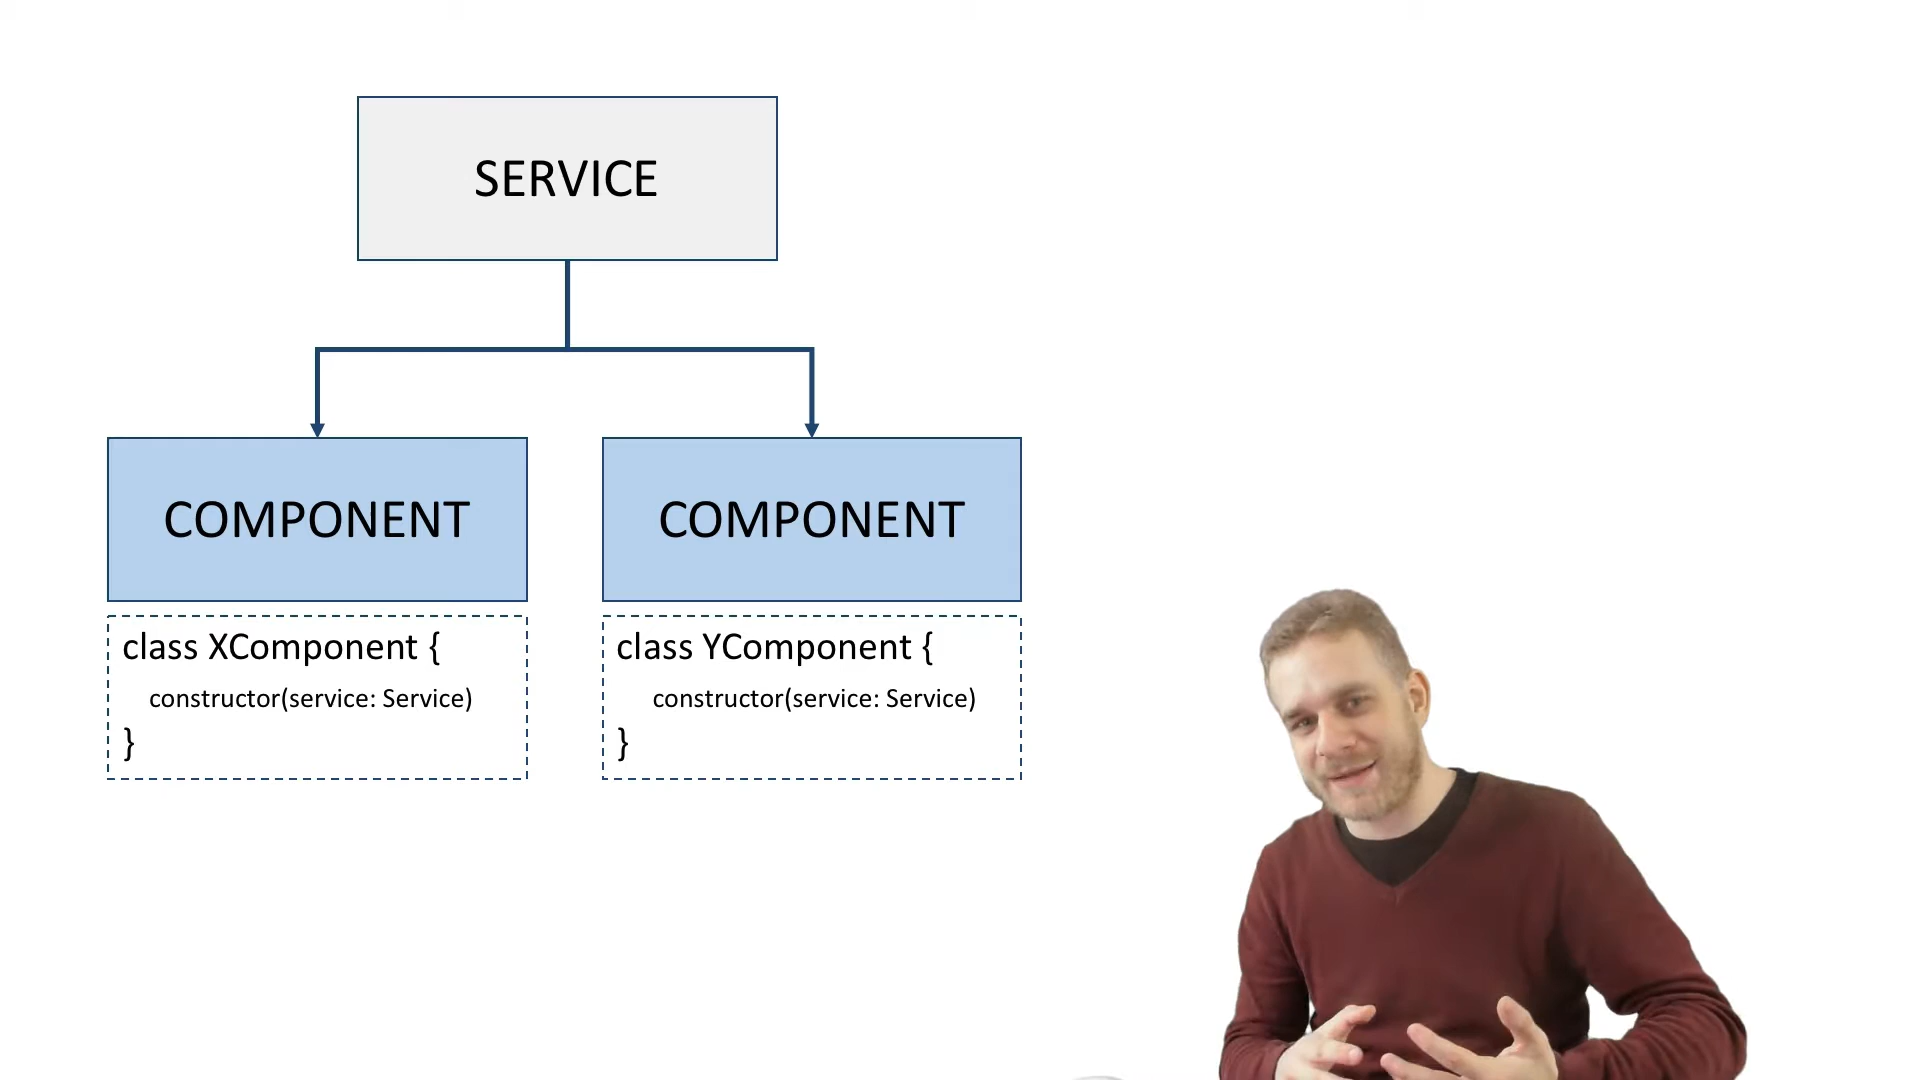 SERVICE
COMPONENT
COMPONENT
class XComponent {
constructor(service: Service)
}
class YComponent {
constructor(service: Service)
}